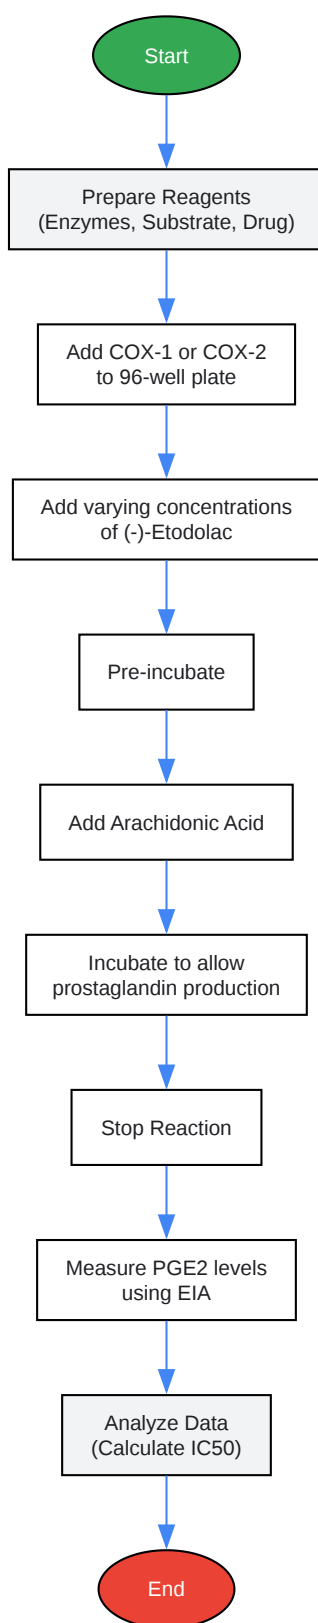 Start
Prepare Reagents
(Enzymes, Substrate, Drug)
Add COX-1 or COX-2
to 96-well plate
Add varying concentrations
of (-)-Etodolac
Pre-incubate
Add Arachidonic Acid
Incubate to allow
prostaglandin production
Stop Reaction
Measure PGE2 levels
using EIA
Analyze Data
(Calculate IC50)
End